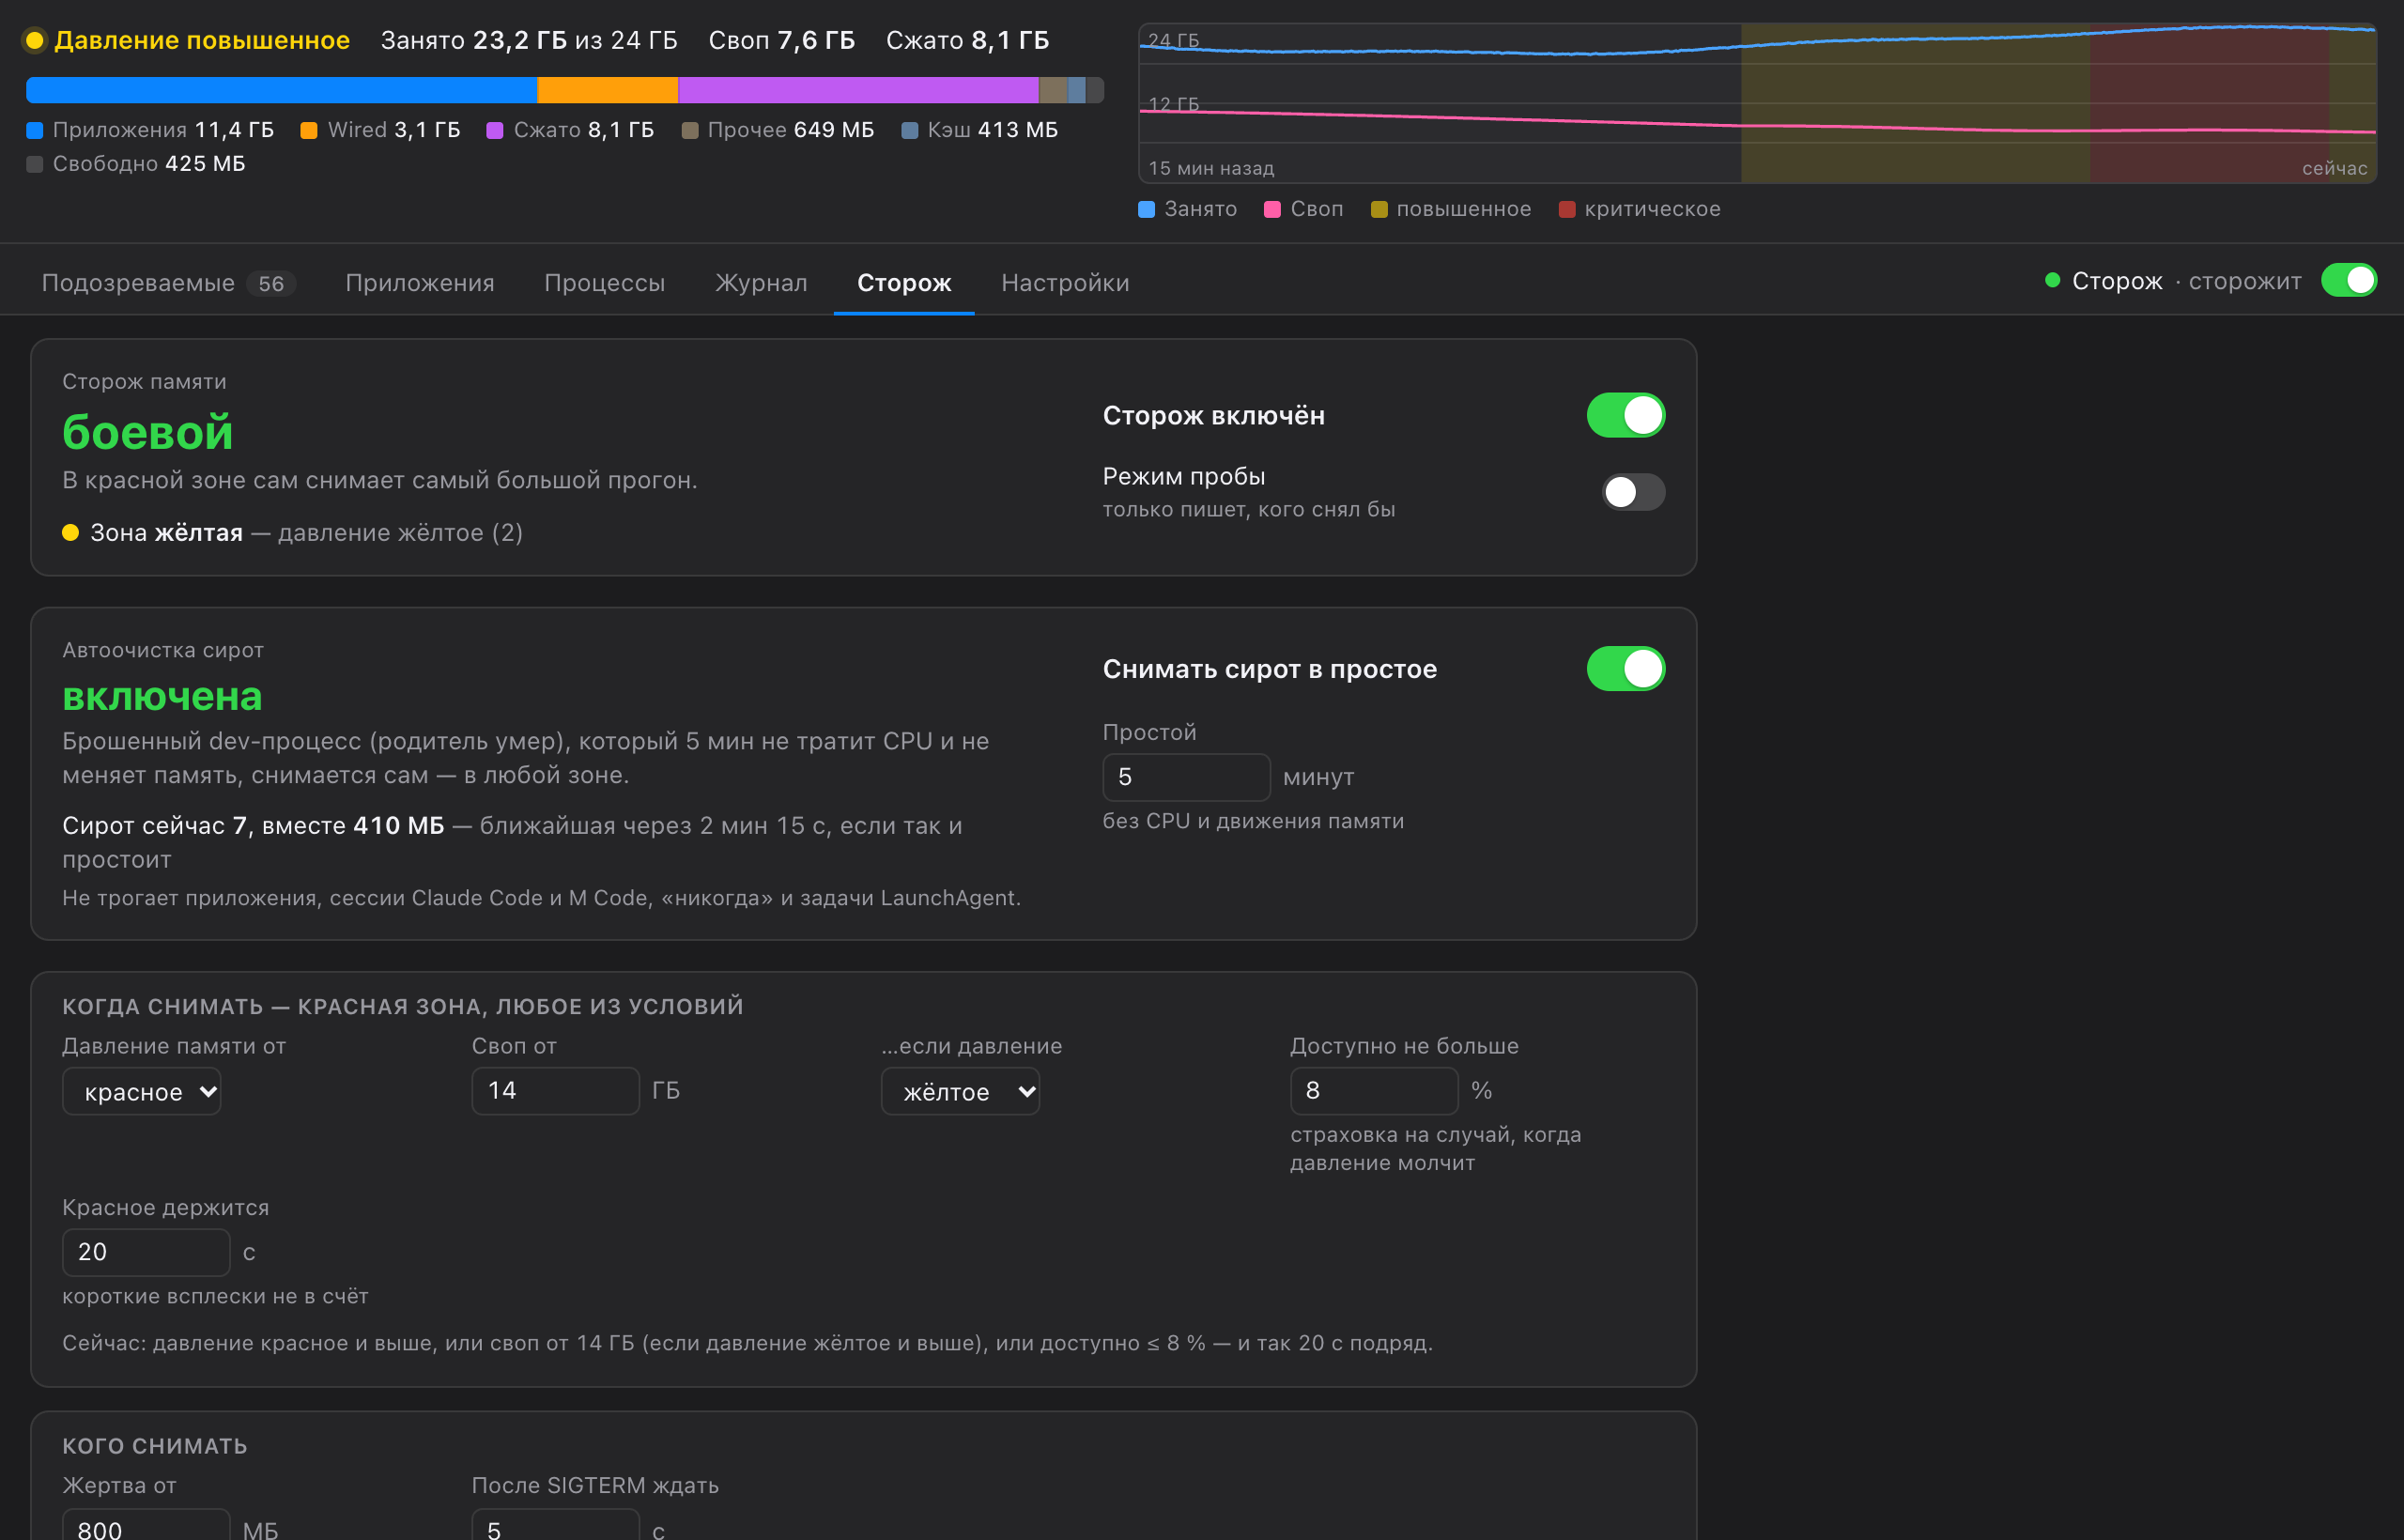 Давление повышенное Занято 23,2 ГБ из 24 ГБ Своп 7,6 ГБ Сжато 8,1 ГБ
Приложения 11,4 ГБ Wired 3,1 ГБ Сжато 8,1 ГБ Прочее 649 МБ Кэш 413 МБ
Свободно 425 МБ
24 ГБ
12 ГБ
15 мин назад сейчас
Занято Своп повышенное критическое
Подозреваемые 56 Приложения Процессы Журнал Сторож Настройки Сторож · сторожит
Сторож памяти
боевой
В красной зоне сам снимает самый большой прогон.
Зона жёлтая — давление жёлтое (2)
Сторож включён
Режим пробы
только пишет, кого снял бы
Автоочистка сирот
включена
Брошенный dev-процесс (родитель умер), который 5 мин не тратит CPU и не
меняет память, снимается сам — в любой зоне.
Сирот сейчас 7, вместе 410 МБ — ближайшая через 2 мин 15 с, если так и
простоит
Не трогает приложения, сессии Claude Code и M Code, «никогда» и задачи LaunchAgent.
Снимать сирот в простое
Простой
5 минут
без CPU и движения памяти
КОГДА СНИМАТЬ — КРАСНАЯ ЗОНА, ЛЮБОЕ ИЗ УСЛОВИЙ
Давление памяти от Своп от ...если давление Доступно не больше
красное 14 ГБ жёлтое 8 %
страховка на случай, когда
давление молчит
Красное держится
20 с
короткие всплески не в счёт
Сейчас: давление красное и выше, или своп от 14 ГБ (если давление жёлтое и выше), или доступно ≤ 8 % — и так 20 с подряд.
КОГО СНИМАТЬ
Жертва от После SIGTERM ждать
800 МБ 5 с